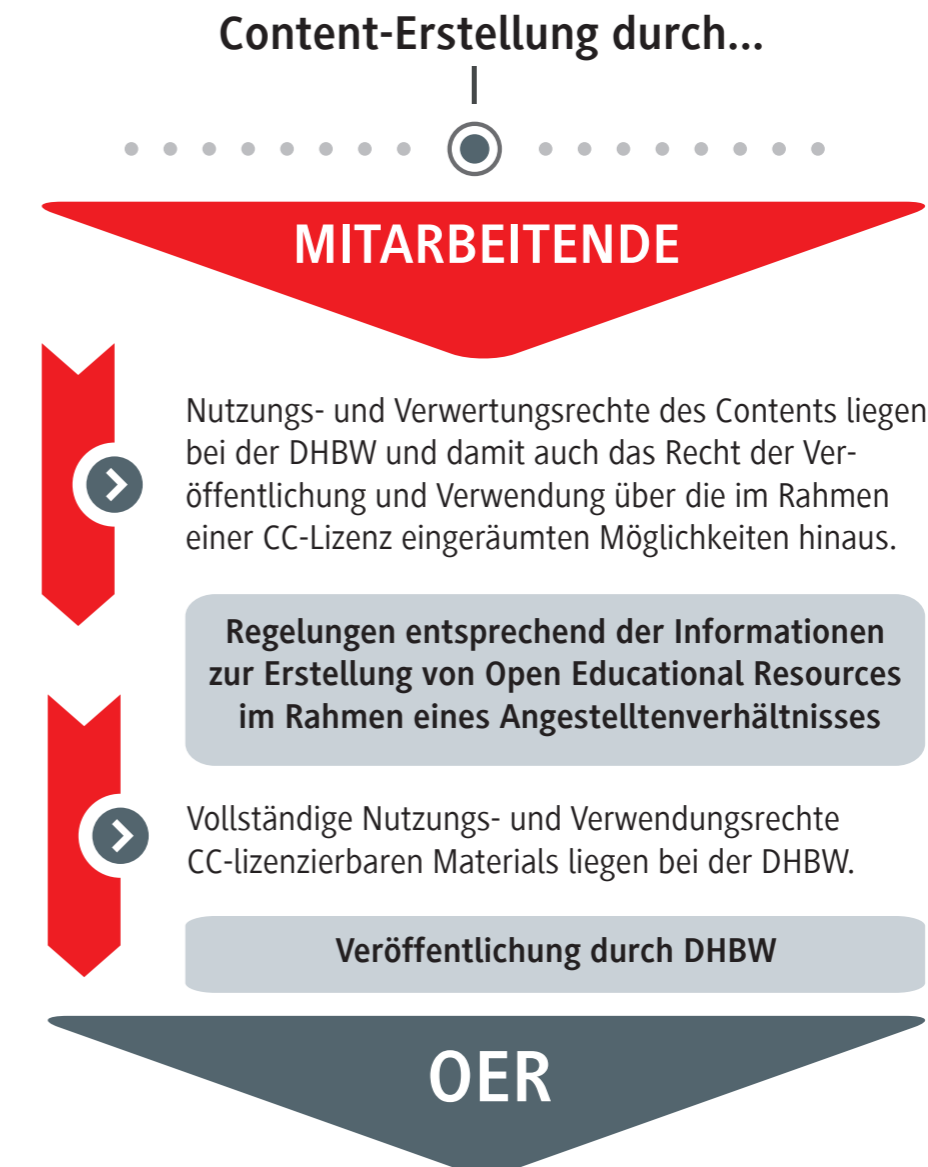 Content-Erstellung durch...
MITARBEITENDE
Nutzungs- und Verwertungsrechte des Contents liegen
bei der DHBW und damit auch das Recht der Ver-
öffentlichung und Verwendung über die im Rahmen
einer CC-Lizenz eingeräumten Möglichkeiten hinaus.
Regelungen entsprechend der Informationen
zur Erstellung von Open Educational Resources
im Rahmen eines Angestelltenverhältnisses
Vollständige Nutzungs- und Verwendungsrechte
CC-lizenzierbaren Materials liegen bei der DHBW.
Veröffentlichung durch DHBW
OER